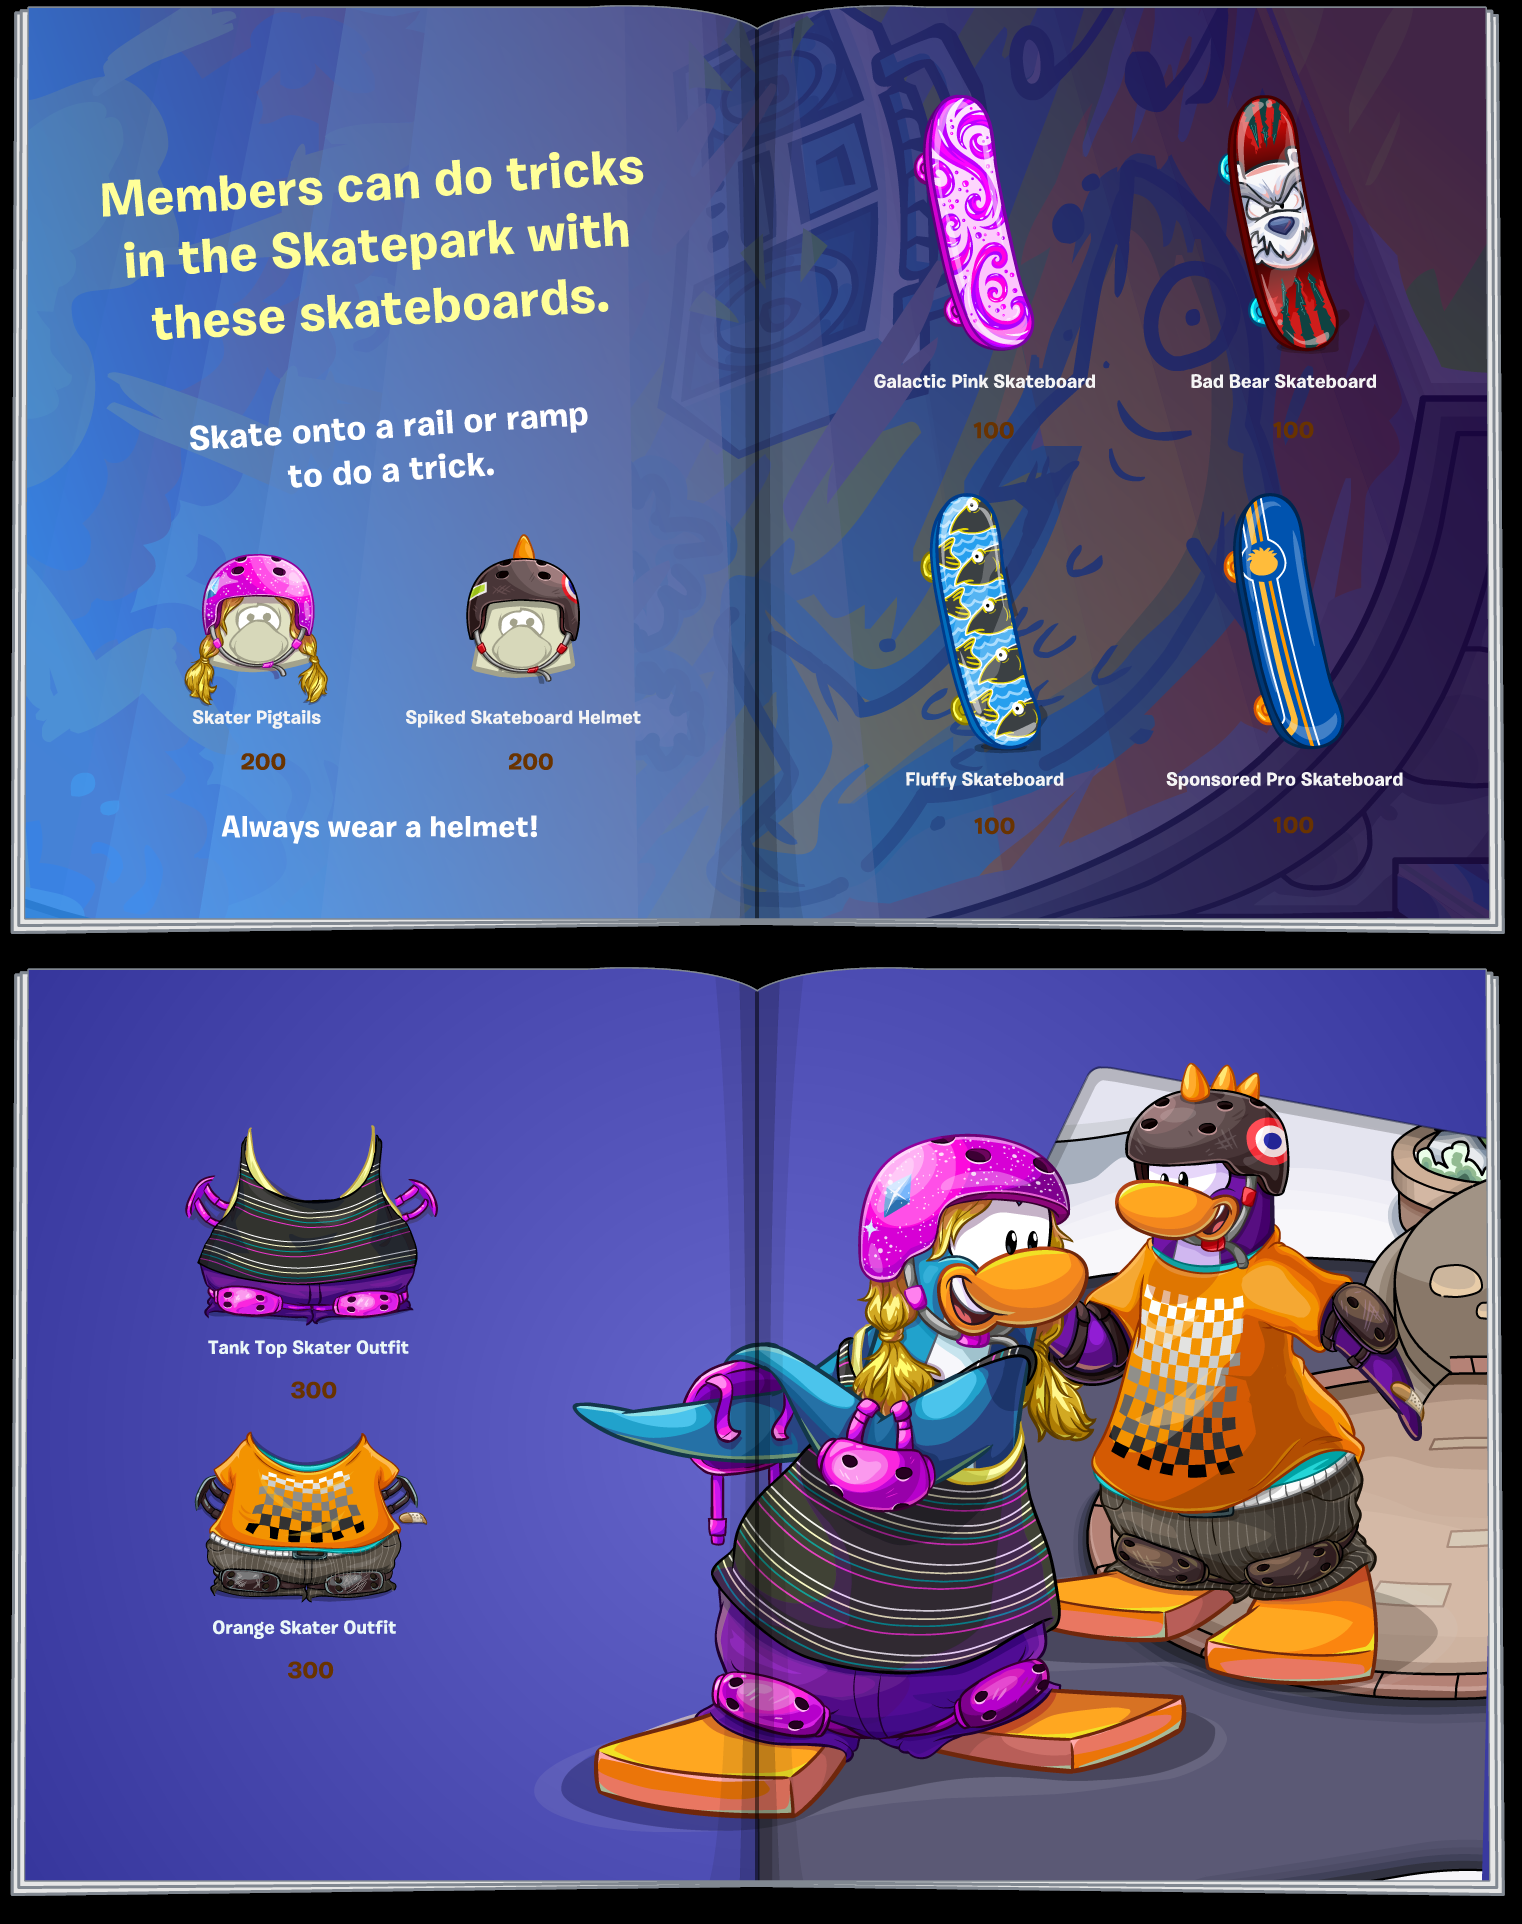 Members can do tricks
in the Skatepark with
these skateboards.
Skate onto a rail or ramp
to do a trick.
Skater Pigtails
200
Spiked Skateboard Helmet
200
Always wear a helmet!
Galactic Pink Skateboard
100
Bad Bear Skateboard
100
Fluffy Skateboard
100
Sponsored Pro Skateboard
100
Tank Top Skater Outfit
300
Orange Skater Outfit
300